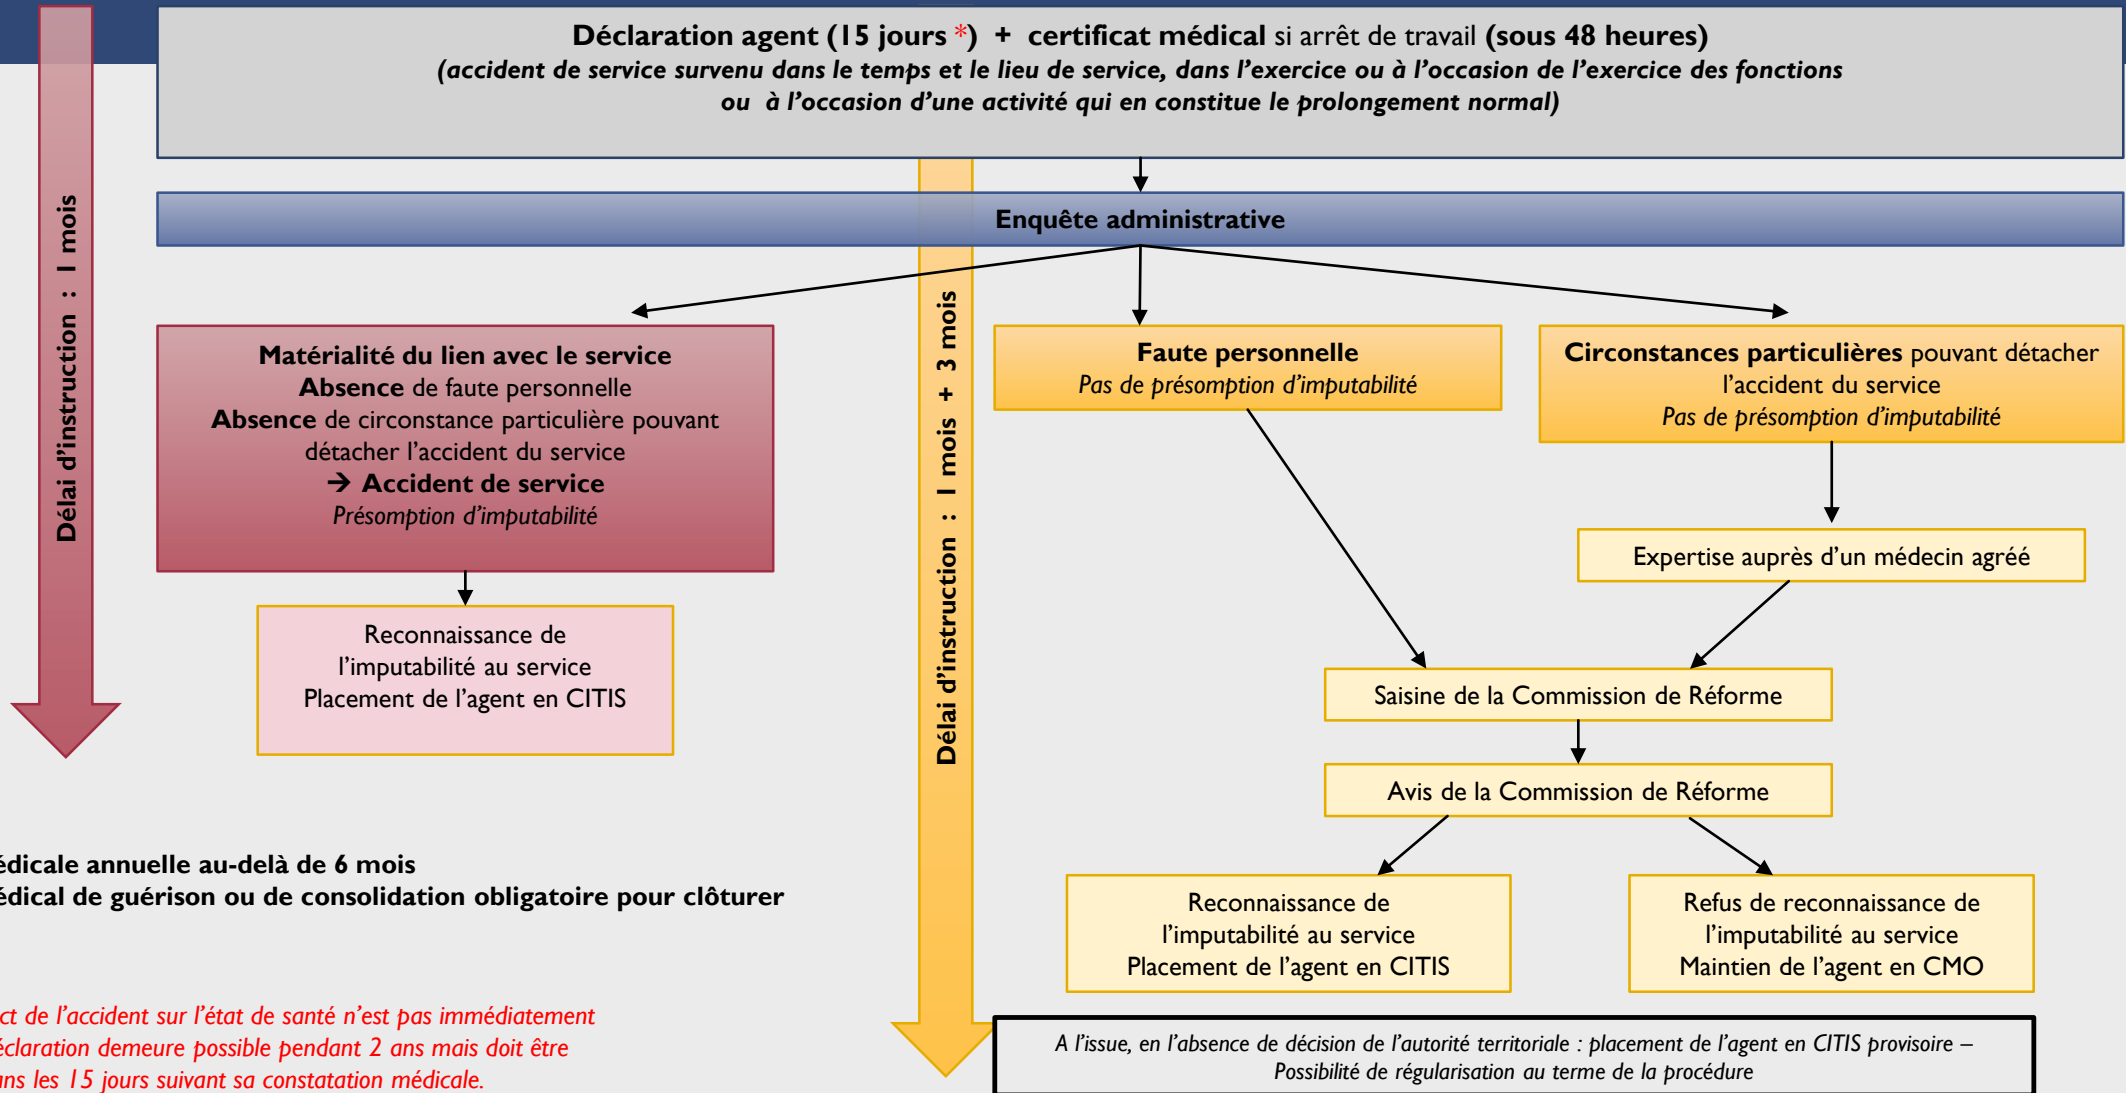 Déclaration agent (15 jours *) + certificat médical si arrêt de travail (sous 48 heures)
(accident de service survenu dans le temps et le lieu de service, dans l'exercice ou à l'occasion de l'exercice des fonctions
ou à l'occasion d'une activité qui en constitue le prolongement normal)
Enquête administrative
Délai d'instruction : 1 mois
Matérialité du lien avec le service
Absence de faute personnelle
Absence de circonstance particulière pouvant
détacher l'accident du service
→ Accident de service
Présomption d'imputabilité
Reconnaissance de
l'imputabilité au service
Placement de l'agent en CITIS
Délai d'instruction : 1 mois + 3 mois
Faute personnelle
Pas de présomption d'imputabilité
Circonstances particulières pouvant détacher
l'accident du service
Pas de présomption d'imputabilité
Expertise auprès d'un médecin agréé
Saisine de la Commission de Réforme
Avis de la Commission de Réforme
Reconnaissance de
l'imputabilité au service
Placement de l'agent en CITIS
Refus de reconnaissance de
l'imputabilité au service
Maintien de l'agent en CMO
A l'issue, en l'absence de décision de l'autorité territoriale : placement de l'agent en CITIS provisoire –
Possibilité de régularisation au terme de la procédure
édicale annuelle au-delà de 6 mois
édical de guérison ou de consolidation obligatoire pour clôturer
ct de l'accident sur l'état de santé n'est pas immédiatement
éclaration demeure possible pendant 2 ans mais doit être
ans les 15 jours suivant sa constatation médicale.